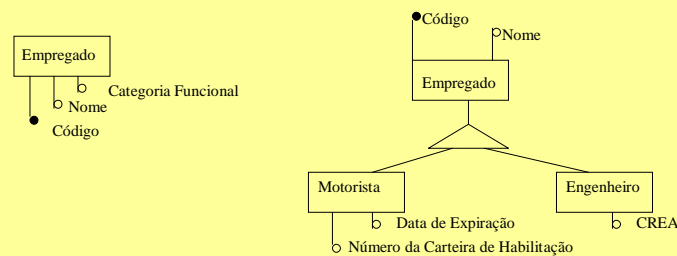 Empregado
Categoria Funcional
Nome
Código
Código
Nome
Empregado
Motorista
Engenheiro
Data de Expiração
CREA
Número da Carteira de Habilitação